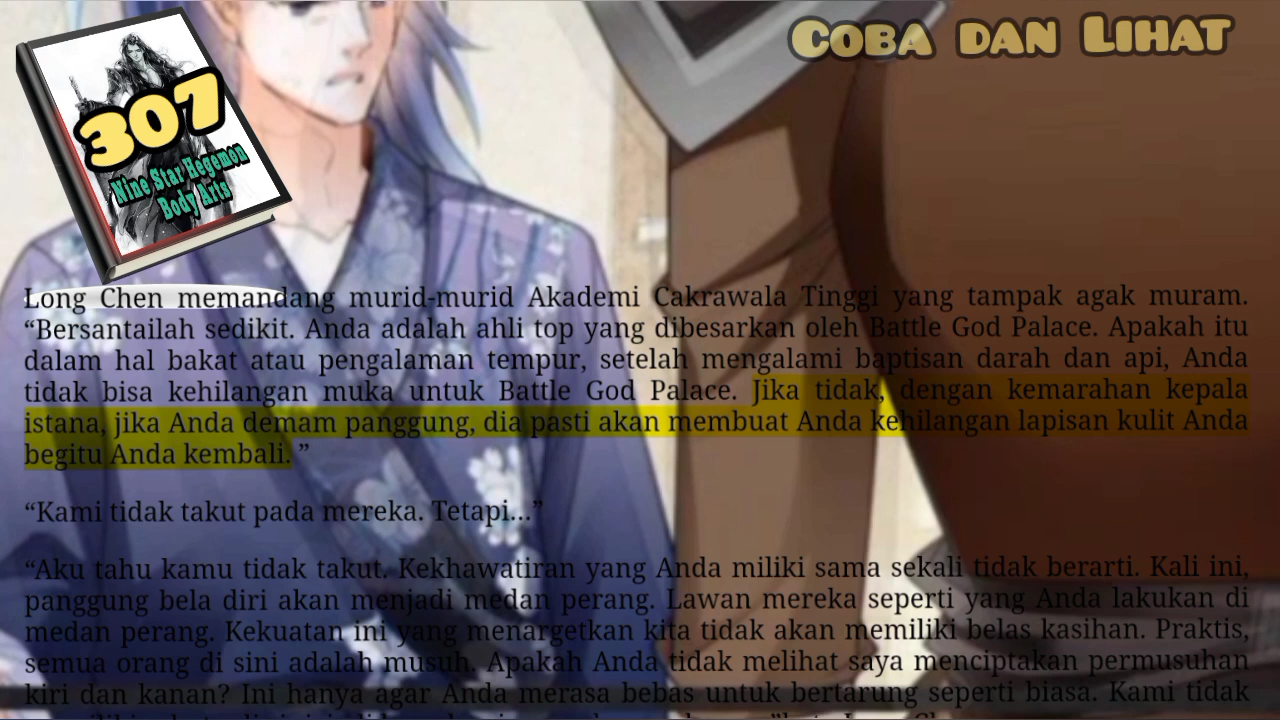 COBA DAN LIHAT
307
Nine Star Hegemon
Body Arts
Long Chen memandang murid-murid Akademi Cakrawala Tinggi yang tampak agak muram.
“Bersantailah sedikit. Anda adalah ahli top yang dibesarkan oleh Battle God Palace. Apakah itu
dalam hal bakat atau pengalaman tempur, setelah mengalami baptisan darah dan api, Anda
tidak bisa kehilangan muka untuk Battle God Palace. Jika tidak, dengan kemarahan kepala
istana, jika Anda demam panggung, dia pasti akan membuat Anda kehilangan lapisan kulit Anda
begitu Anda kembali. ”
“Kami tidak takut pada mereka. Tetapi…”
“Aku tahu kamu tidak takut. Kekhawatiran yang Anda miliki sama sekali tidak berarti. Kali ini,
panggung bela diri akan menjadi medan perang. Lawan mereka seperti yang Anda lakukan di
medan perang. Kekuatan ini yang menargetkan kita tidak akan memiliki belas kasihan. Praktis,
semua orang di sini adalah musuh. Apakah Anda tidak melihat saya menciptakan permusuhan
kiri dan kanan? Ini hanya agar Anda merasa bebas untuk bertarung seperti biasa. Kami tidak